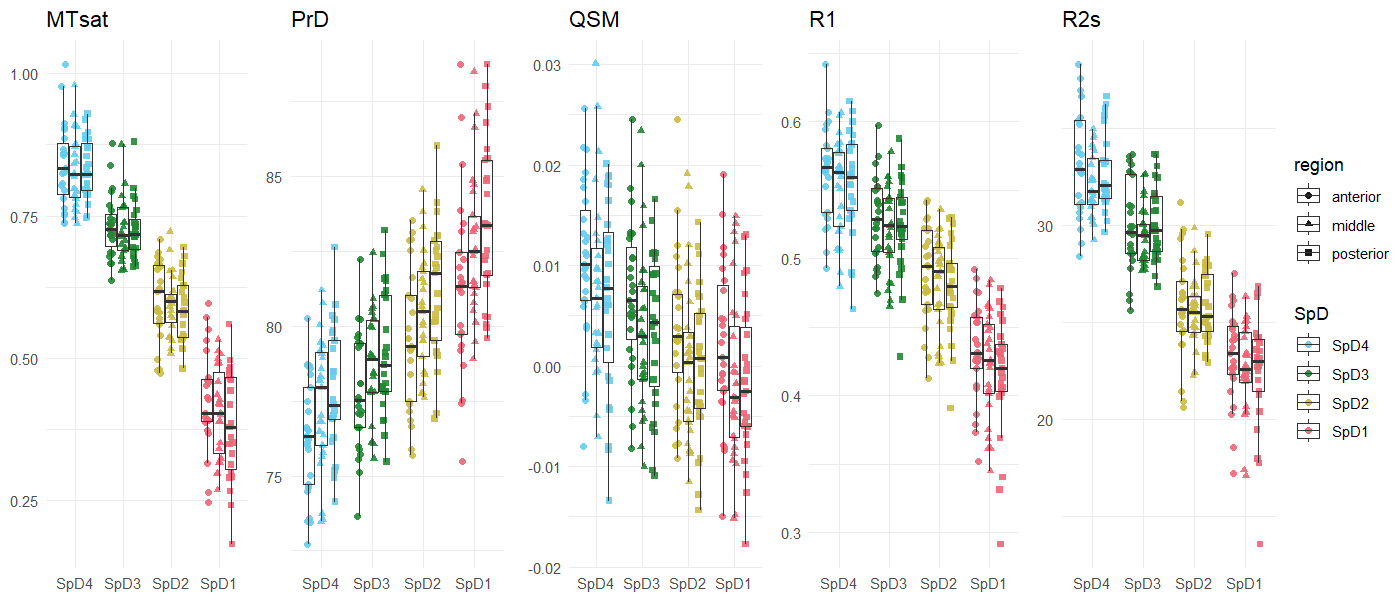 MTsat
PrD
QSM
R1
R2s
1.00
0.75
0.50
0.25
SpD4 SpD3 SpD2 SpD1
85
80
75
SpD4 SpD3 SpD2 SpD1
0.03
0.02
0.01
0.00
-0.01
-0.02
SpD4 SpD3 SpD2 SpD1
0.6
0.5
0.4
0.3
SpD4 SpD3 SpD2 SpD1
30
20
SpD4 SpD3 SpD2 SpD1
region
anterior
middle
posterior
SpD
SpD4
SpD3
SpD2
SpD1